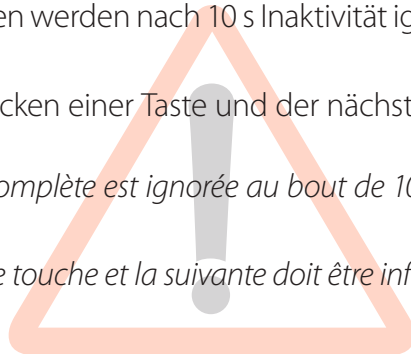 en werden nach 10 s Inaktivität ig
cken einer Taste und der nächst
omplète est ignorée au bout de 10
e touche et la suivante doit être inf